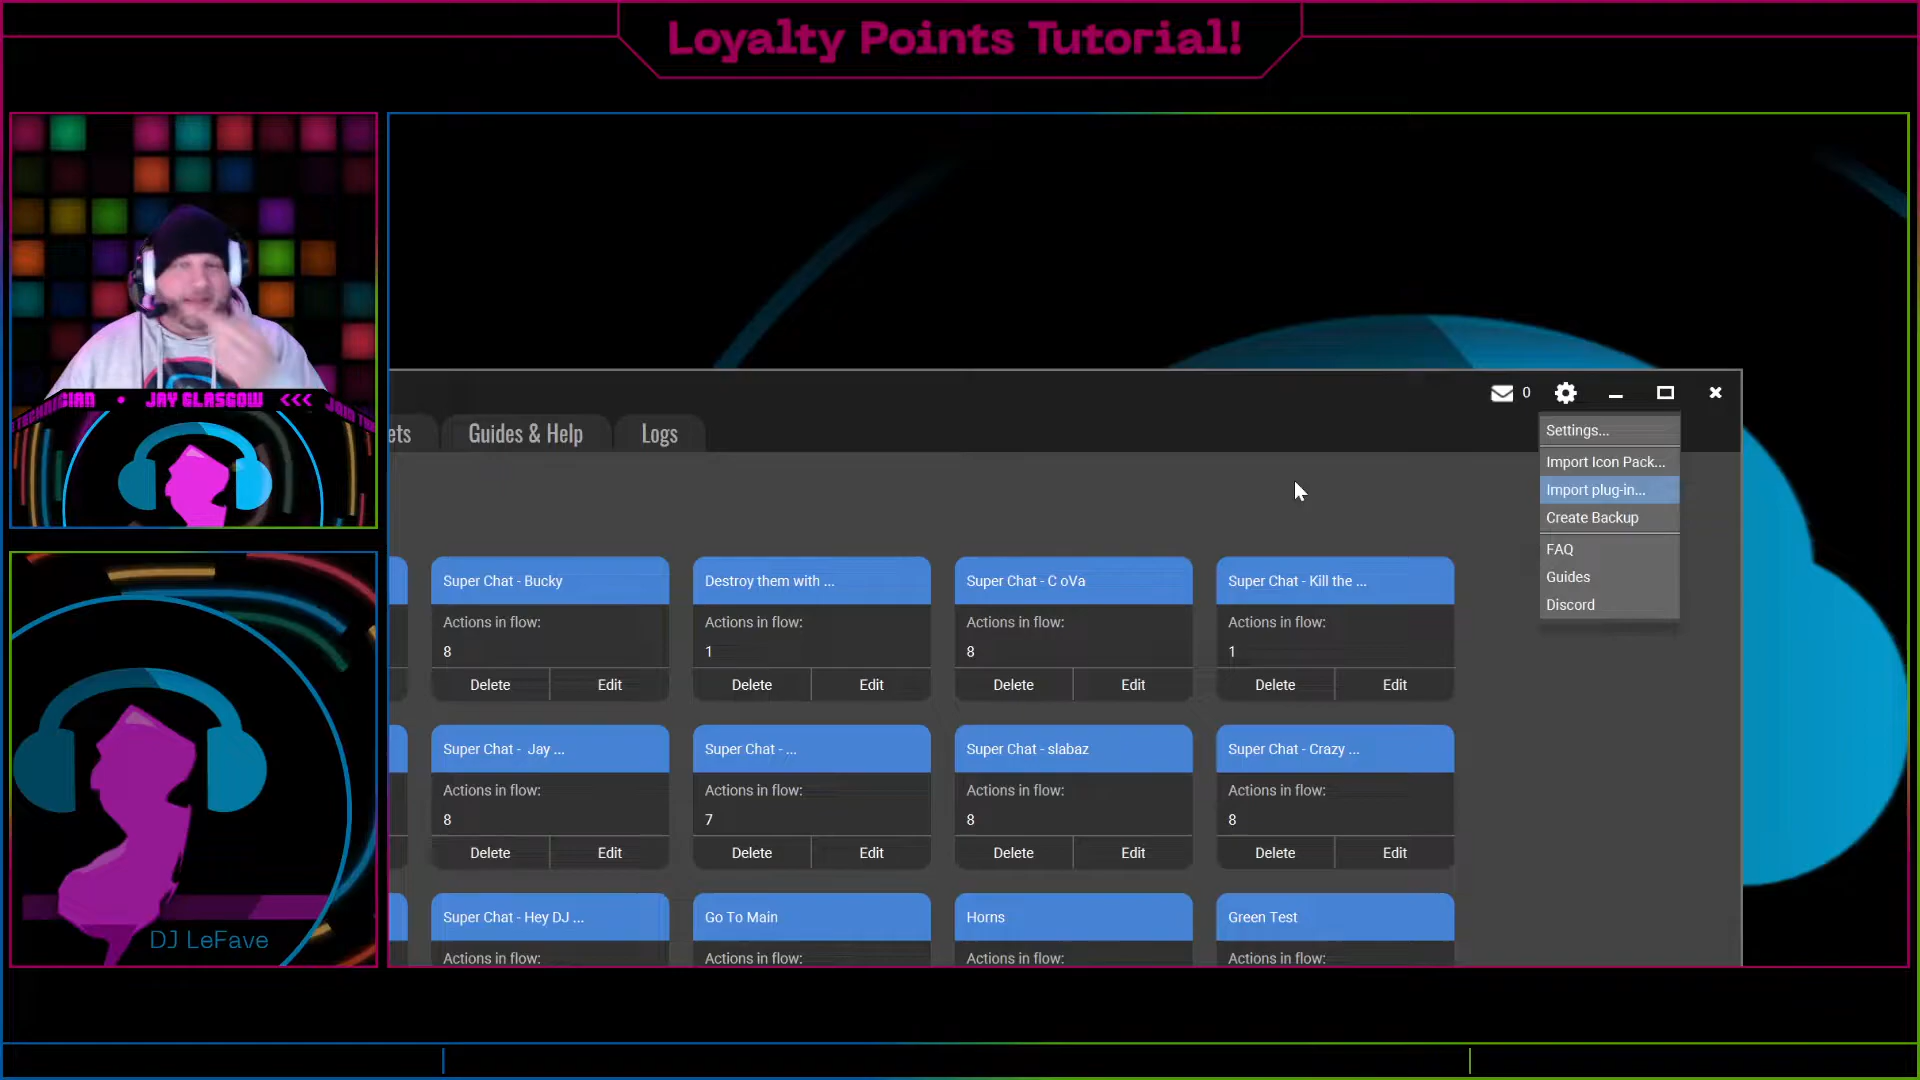 Loyalty Points Tutorial!
JAY GLASGOW <<<
DJ LeFave
0
ets
Guides & Help
Logs
Settings...
Import Icon Pack...
Import plug-in...
Create Backup
FAQ
Guides
Discord
Super Chat - Bucky
Destroy them with ...
Super Chat - C oVa
Super Chat - Kill the ...
Actions in flow:
Actions in flow:
Actions in flow:
Actions in flow:
8
1
8
1
Delete
Edit
Delete
Edit
Delete
Edit
Delete
Edit
Super Chat - Jay ...
Super Chat - ...
Super Chat - slabaz
Super Chat - Crazy ...
Actions in flow:
Actions in flow:
Actions in flow:
Actions in flow:
8
7
8
8
Delete
Edit
Delete
Edit
Delete
Edit
Delete
Edit
Super Chat - Hey DJ ...
Go To Main
Horns
Green Test
Actions in flow:
Actions in flow:
Actions in flow:
Actions in flow: